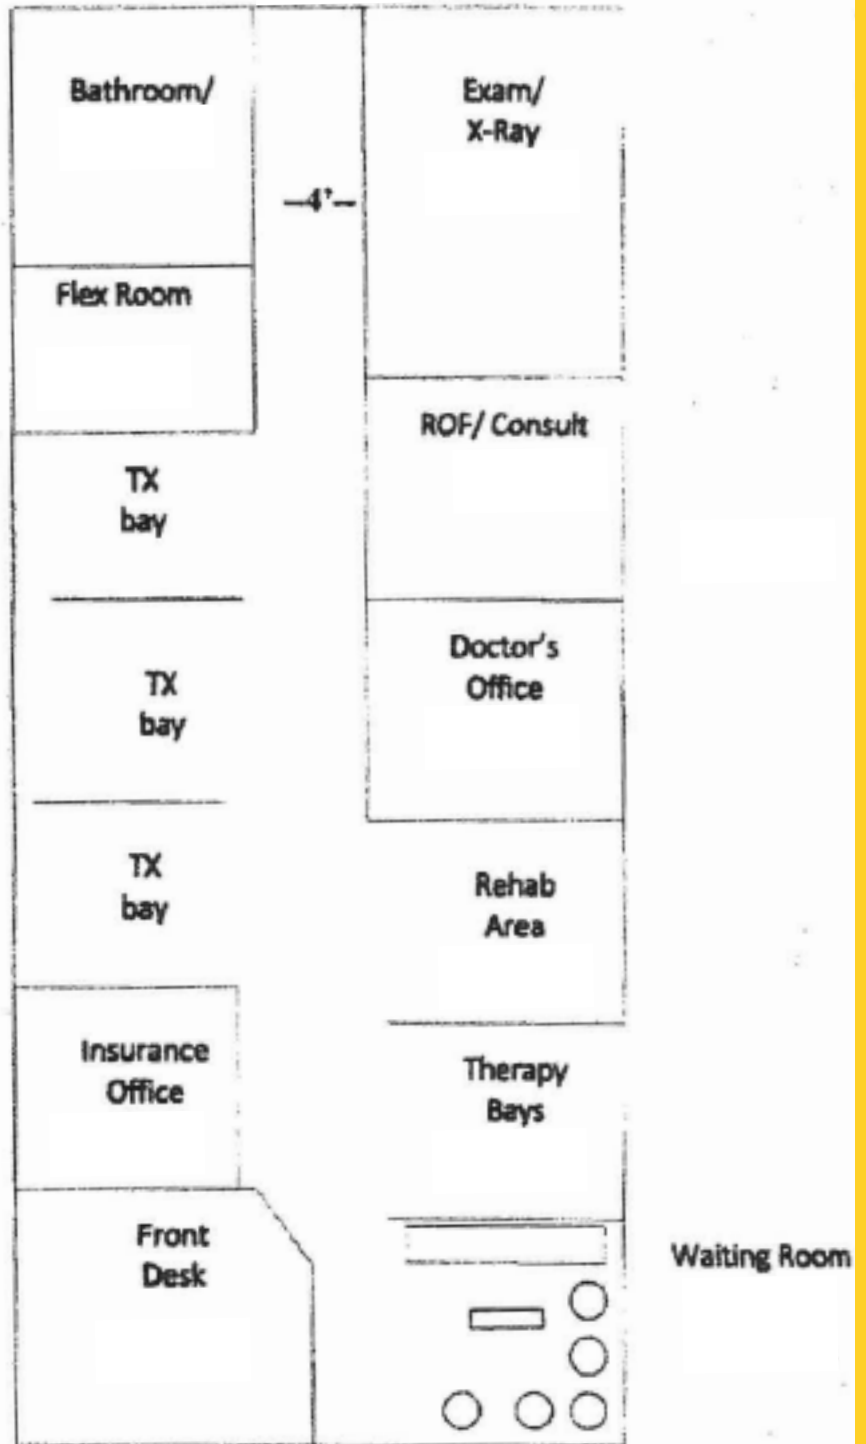 Bathroom/
Exam/
X-Ray
—4'—
Flex Room
ROF/ Consult
TX
bay
Doctor's
Office
TX
bay
TX
bay
Rehab
Area
Insurance
Office
Therapy
Bays
Front
Desk
Waiting Room